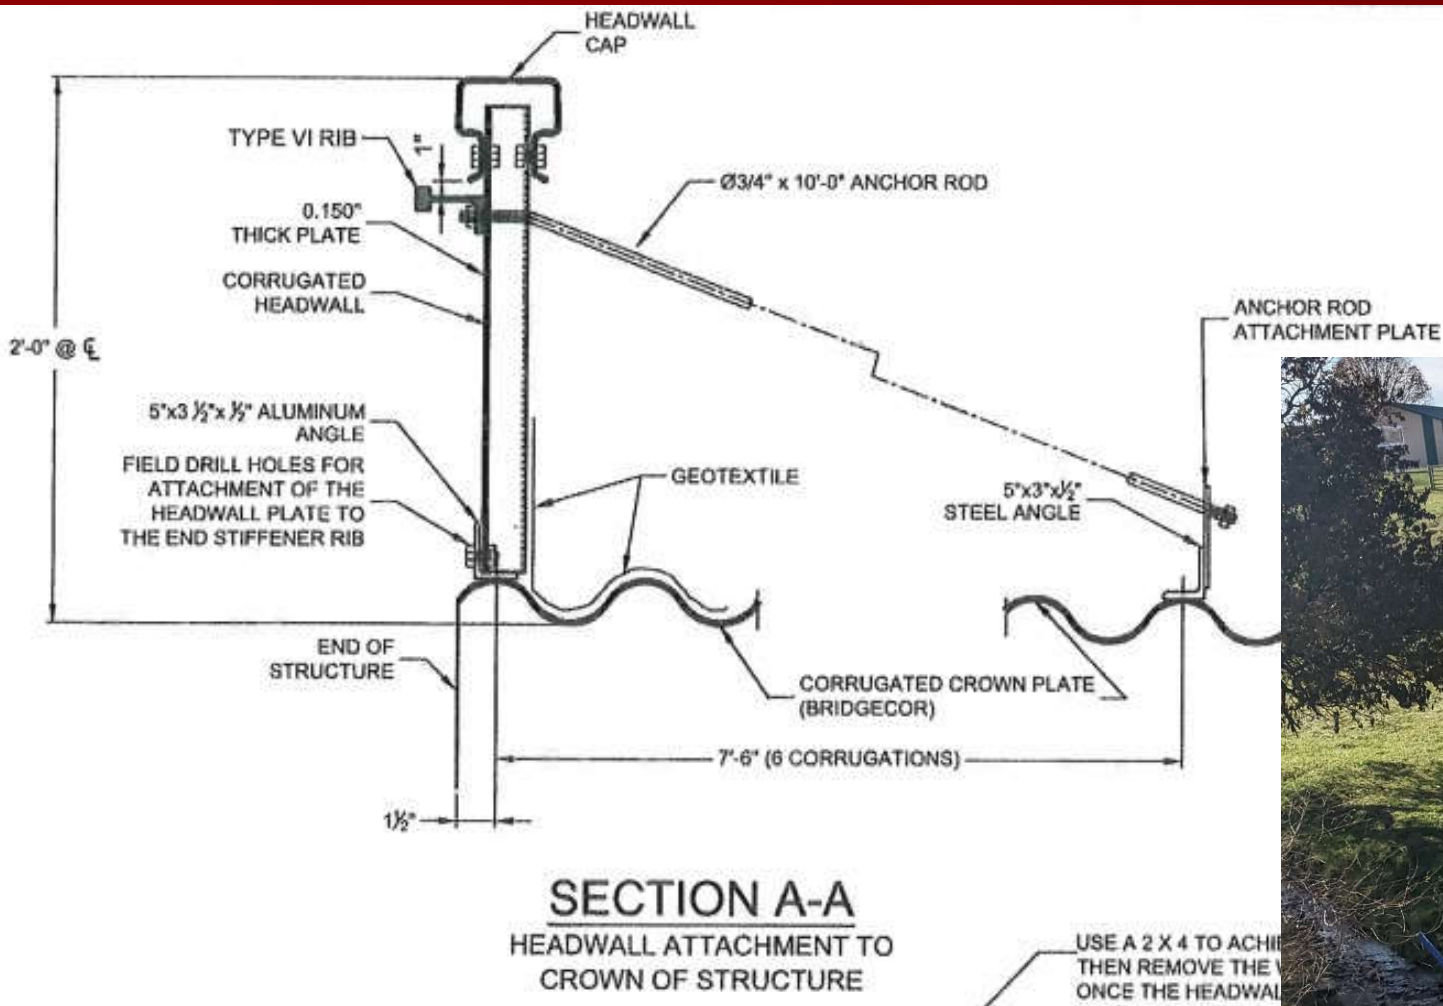 HEADWALL
CAP
TYPE VI RIB
1"
Ø3/4" x 10'-0" ANCHOR ROD
0.150"
THICK PLATE
CORRUGATED
HEADWALL
ANCHOR ROD
ATTACHMENT PLATE
2'-0" @ ℄
5"x3 ½"x ½" ALUMINUM
ANGLE
FIELD DRILL HOLES FOR
ATTACHMENT OF THE
HEADWALL PLATE TO
THE END STIFFENER RIB
GEOTEXTILE
5"x3"x½"
STEEL ANGLE
END OF
STRUCTURE
CORRUGATED CROWN PLATE
(BRIDGECOR)
7'-6" (6 CORRUGATIONS)
1½"
SECTION A-A
HEADWALL ATTACHMENT TO
CROWN OF STRUCTURE
USE A 2 X 4 TO
THEN REMOVE THE
ONCE THE